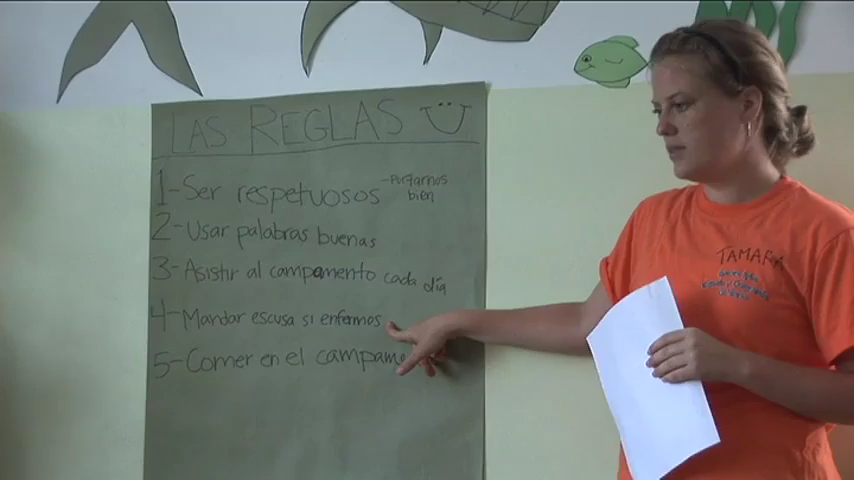 LAS REGLAS
1-Ser respetuosos -portarnos
bien
2-Usar palabras buenas
3-Asistir al campamento cada día
4-Mandar escusa si enfermos
5-Comer en el campame
TAMARA